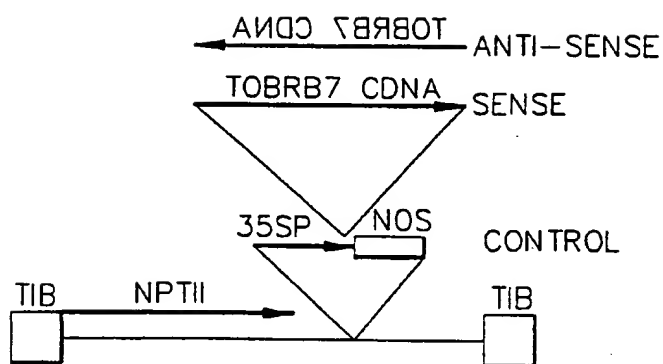 TOBRB7 CDNA
ANTI-SENSE
TOBRB7 CDNA
SENSE
35SP
NOS
CONTROL
TIB
NPTII
TIB